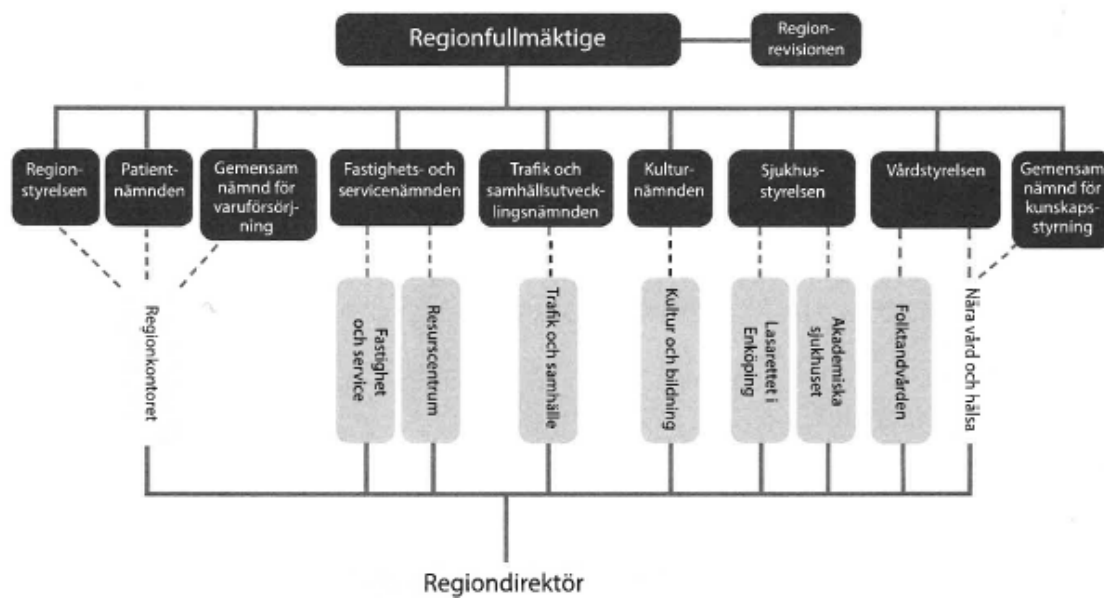 Regionfullmäktige
Region-
revisionen
Region-
styrelsen
Patient-
nämnden
Gemensam
nämnd för
varuförsörj-
ning
Fastighets- och
servicenämnden
Trafik och
samhällsutveck-
lingsnämnden
Kultur-
nämnden
Sjukhus-
styrelsen
Vårdstyrelsen
Gemensam
nämnd för
kunskaps-
styrning
Regionkontoret
Fastighet
och service
Resurscentrum
Trafik och samhälle
Kultur och bildning
Lasarettet i
Enköping
Akademiska
sjukhuset
Folktandvården
Nära vård och hälsa
Regiondirektör